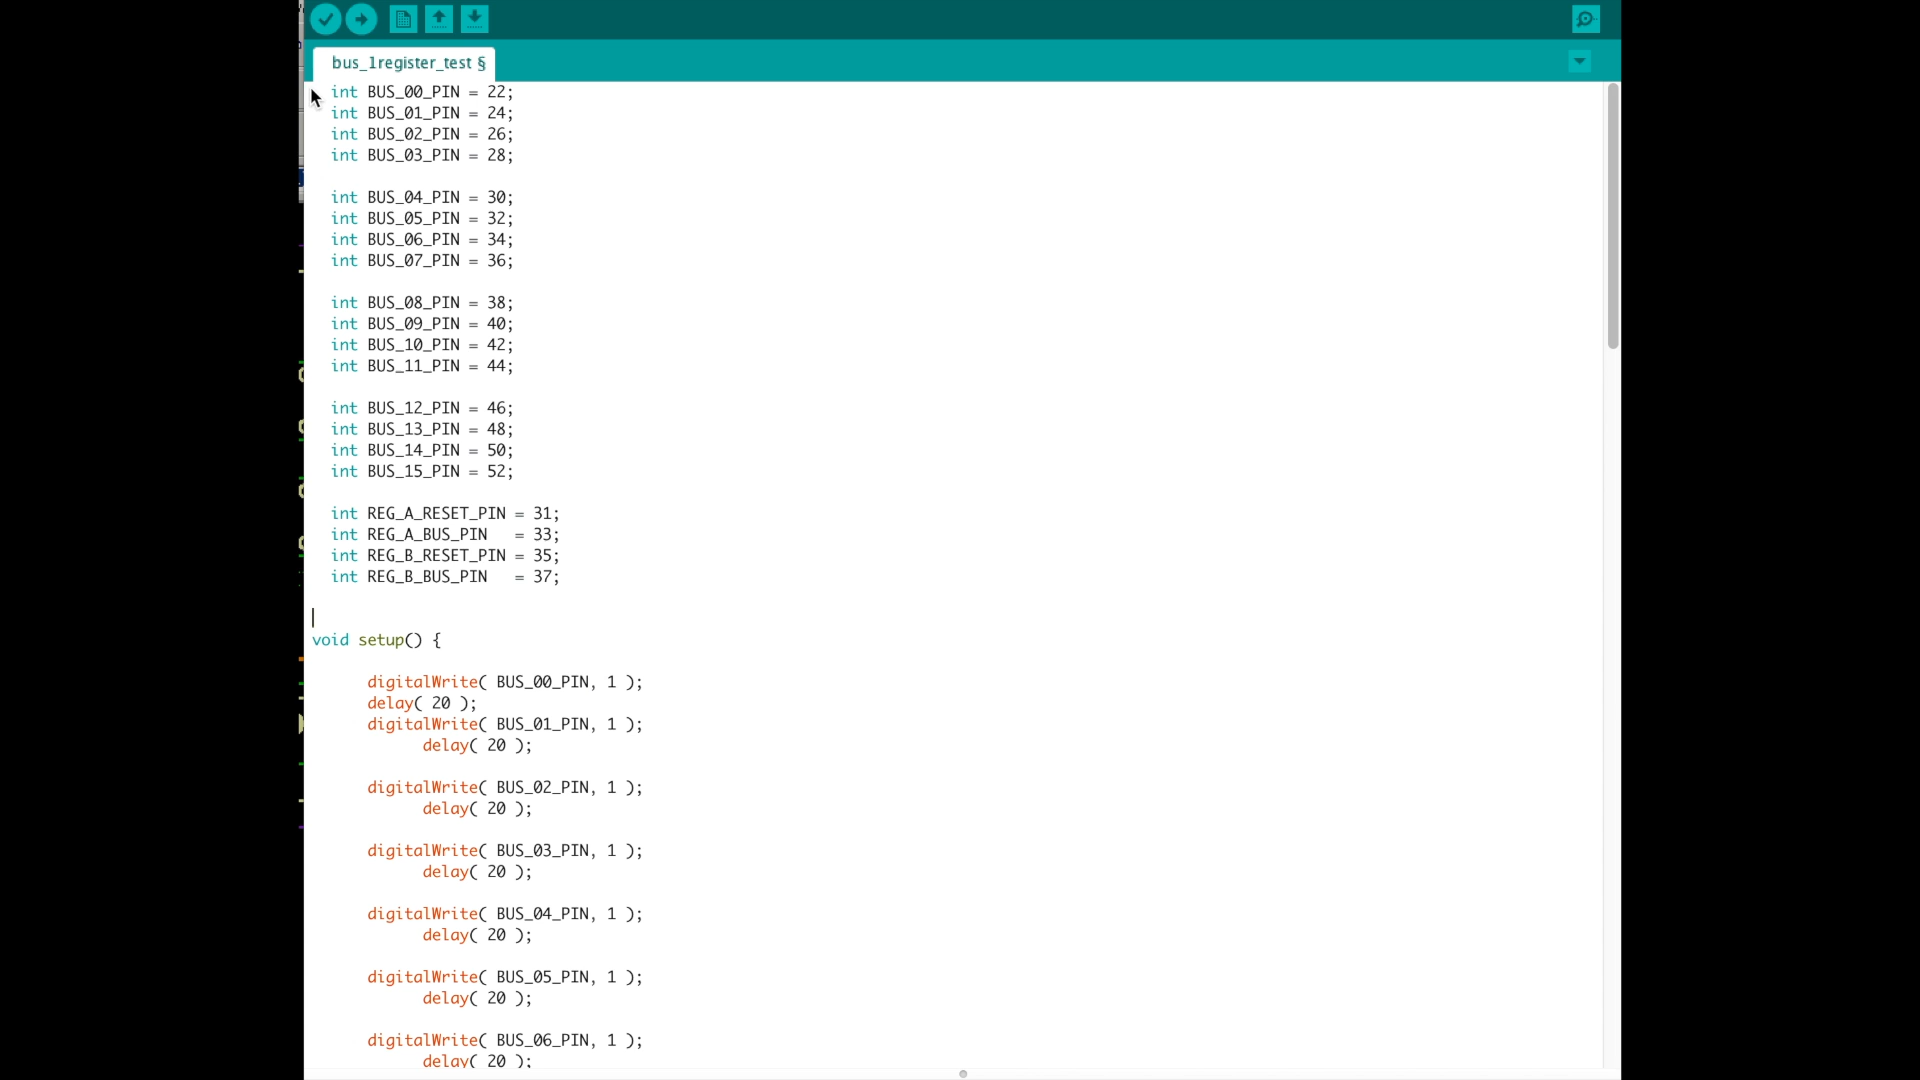 bus_1register_test §
int BUS_00_PIN = 22;
int BUS_01_PIN = 24;
int BUS_02_PIN = 26;
int BUS_03_PIN = 28;
int BUS_04_PIN = 30;
int BUS_05_PIN = 32;
int BUS_06_PIN = 34;
int BUS_07_PIN = 36;
int BUS_08_PIN = 38;
int BUS_09_PIN = 40;
int BUS_10_PIN = 42;
int BUS_11_PIN = 44;
int BUS_12_PIN = 46;
int BUS_13_PIN = 48;
int BUS_14_PIN = 50;
int BUS_15_PIN = 52;
int REG_A_RESET_PIN = 31;
int REG_A_BUS_PIN   = 33;
int REG_B_RESET_PIN = 35;
int REG_B_BUS_PIN   = 37;
void setup() {
digitalWrite( BUS_00_PIN, 1 );
delay( 20 );
digitalWrite( BUS_01_PIN, 1 );
delay( 20 );
digitalWrite( BUS_02_PIN, 1 );
delay( 20 );
digitalWrite( BUS_03_PIN, 1 );
delay( 20 );
digitalWrite( BUS_04_PIN, 1 );
delay( 20 );
digitalWrite( BUS_05_PIN, 1 );
delay( 20 );
digitalWrite( BUS_06_PIN, 1 );
delay( 20 );